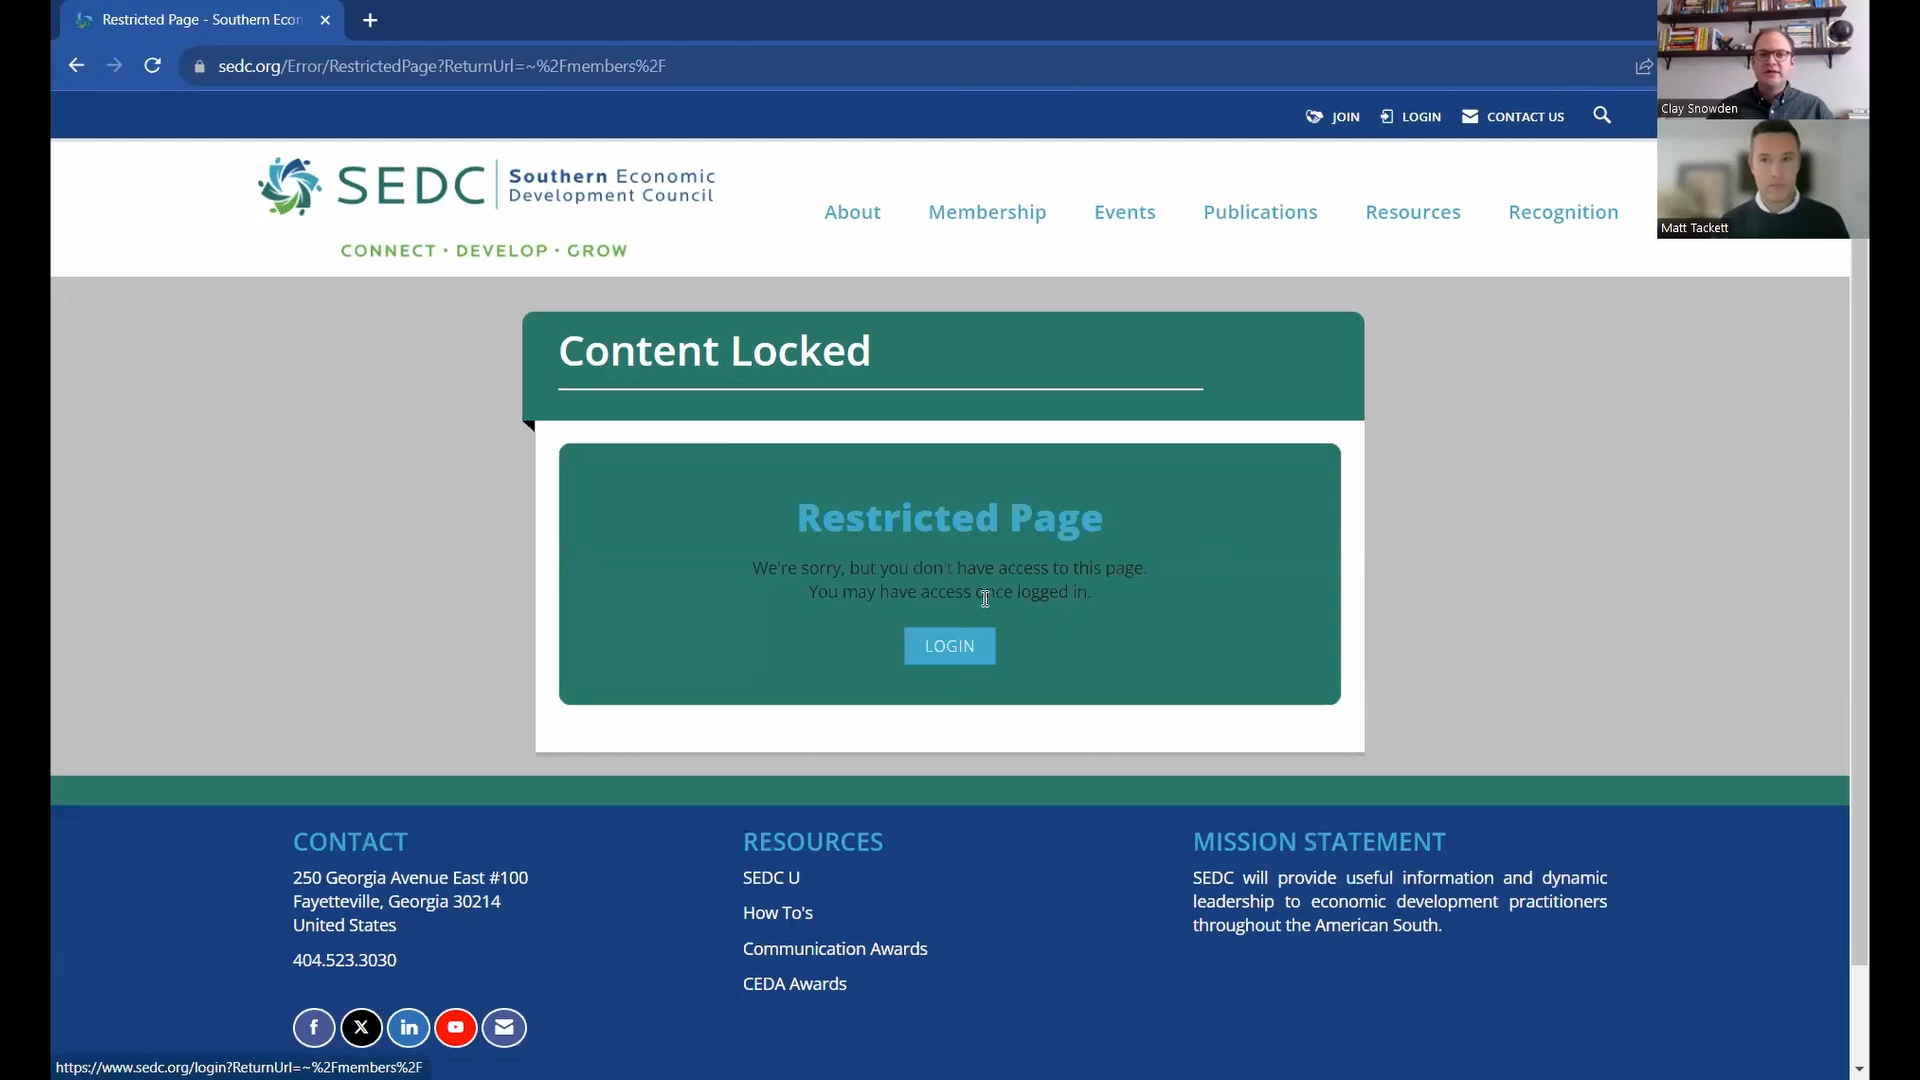 Restricted Page - Southern Econ
sedc.org/Error/RestrictedPage?ReturnUrl=~%2Fmembers%2F
JOIN
LOGIN
CONTACT US
Clay Snowden
Matt Tackett
SEDC
Southern Economic
Development Council
CONNECT · DEVELOP · GROW
About
Membership
Events
Publications
Resources
Recognition
Content Locked
Restricted Page
We're sorry, but you don't have access to this page.
You may have access once logged in.
LOGIN
CONTACT
250 Georgia Avenue East #100
Fayetteville, Georgia 30214
United States
404.523.3030
RESOURCES
SEDC U
How To's
Communication Awards
CEDA Awards
MISSION STATEMENT
SEDC will provide useful information and dynamic
leadership to economic development practitioners
throughout the American South.
https://www.sedc.org/login?ReturnUrl=~%2Fmembers%2F